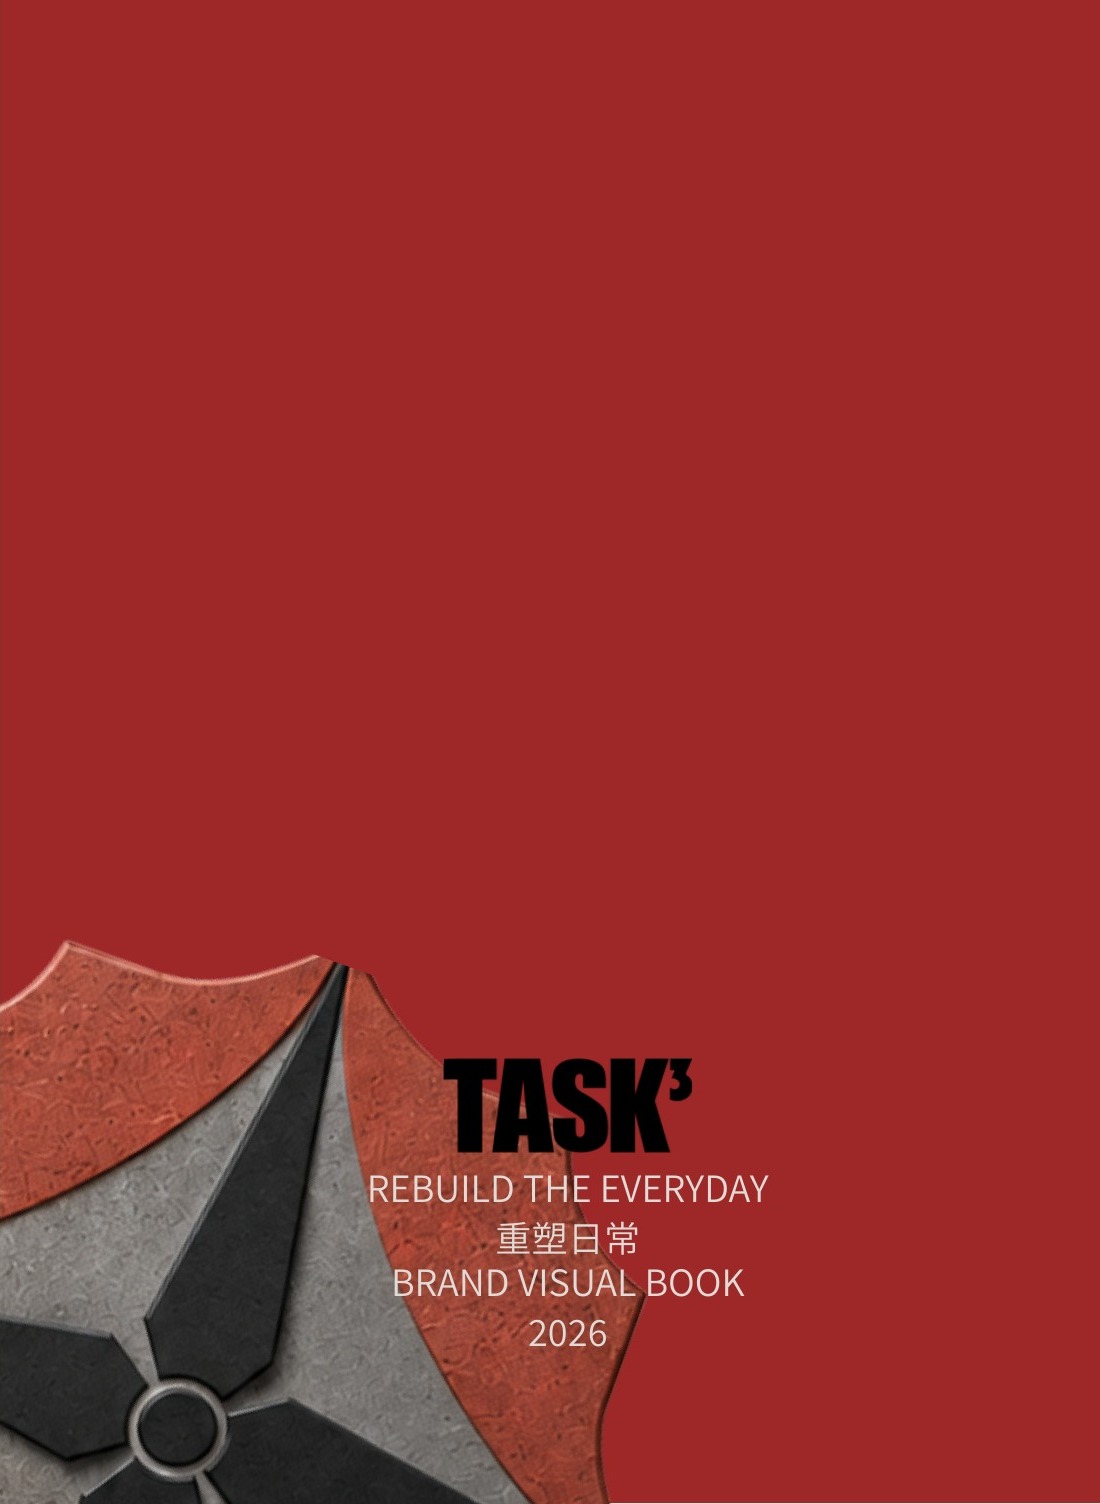 TASK³
REBUILD THE EVERYDAY
重塑日常
BRAND VISUAL BOOK
2026